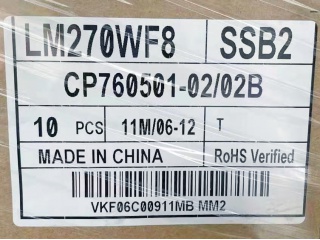 LM270WF8 SSB2
CP760501-02/02B
10 PCS 11M/06-12 T
MADE IN CHINA RoHS Verified
VKF06C00911MB MM2